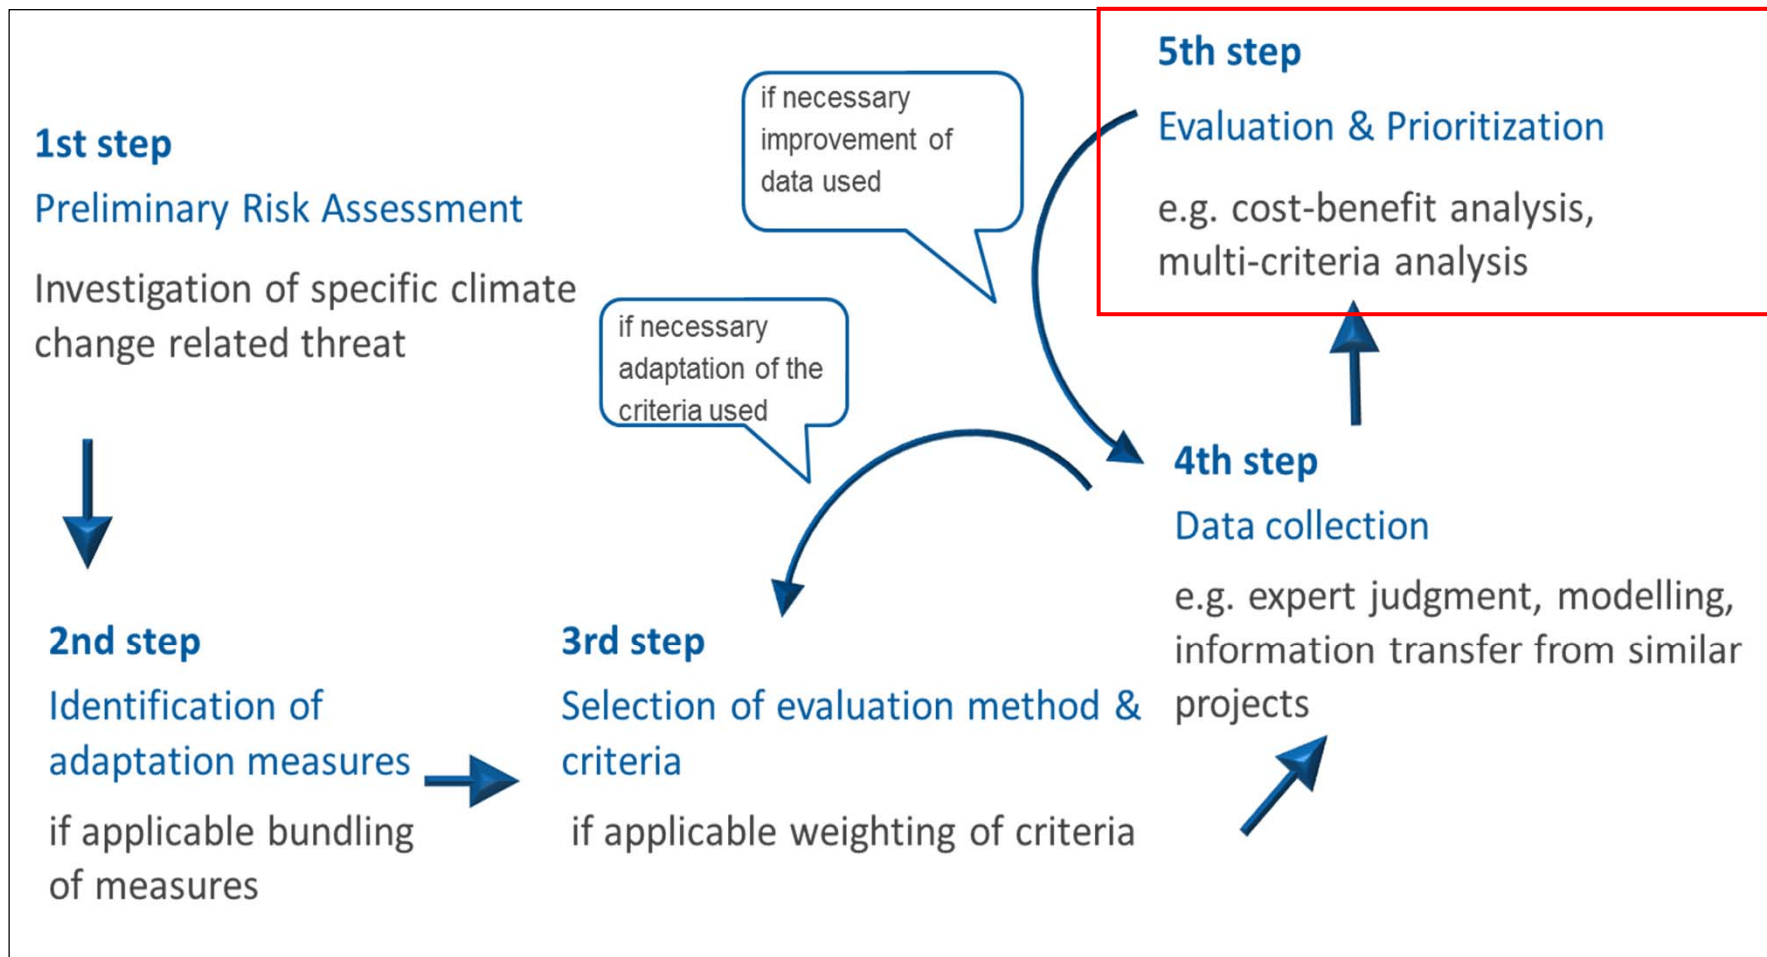 1st step
Preliminary Risk Assessment
Investigation of specific climate
change related threat
2nd step
Identification of
adaptation measures
if applicable bundling
of measures
3rd step
Selection of evaluation method &
criteria
if applicable weighting of criteria
if necessary
adaptation of the
criteria used
4th step
Data collection
e.g. expert judgment, modelling,
information transfer from similar
projects
if necessary
improvement of
data used
5th step
Evaluation & Prioritization
e.g. cost-benefit analysis,
multi-criteria analysis